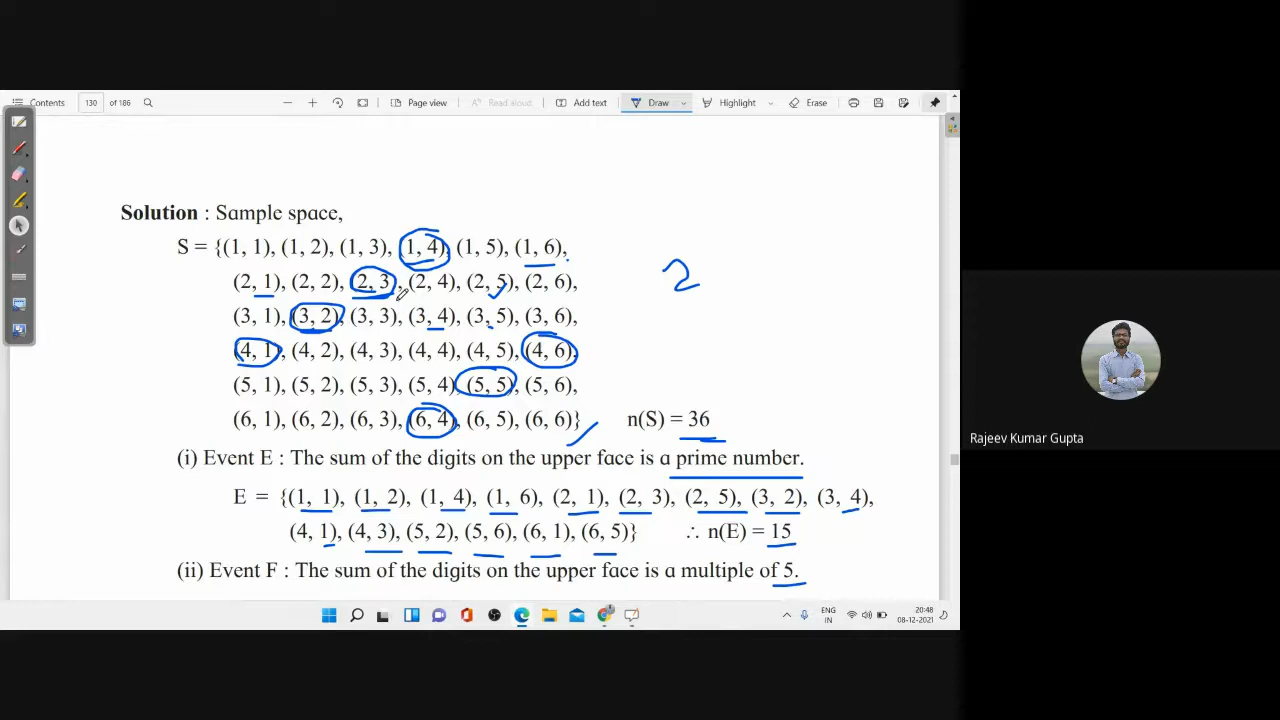 Contents 130 of 186 Page view Read aloud Add text Draw Highlight Erase
Solution : Sample space,
S = {(1, 1), (1, 2), (1, 3), (1, 4), (1, 5), (1, 6),
(2, 1), (2, 2), (2, 3), (2, 4), (2, 5), (2, 6),
2
(3, 1), (3, 2), (3, 3), (3, 4), (3, 5), (3, 6),
(4, 1), (4, 2), (4, 3), (4, 4), (4, 5), (4, 6),
(5, 1), (5, 2), (5, 3), (5, 4), (5, 5), (5, 6),
(6, 1), (6, 2), (6, 3), (6, 4), (6, 5), (6, 6)} n(S) = 36
Rajeev Kumar Gupta
(i) Event E : The sum of the digits on the upper face is a prime number.
E = {(1, 1), (1, 2), (1, 4), (1, 6), (2, 1), (2, 3), (2, 5), (3, 2), (3, 4),
(4, 1), (4, 3), (5, 2), (5, 6), (6, 1), (6, 5)} ∴ n(E) = 15
(ii) Event F : The sum of the digits on the upper face is a multiple of 5.
ENG 20:48
IN 08-12-2021